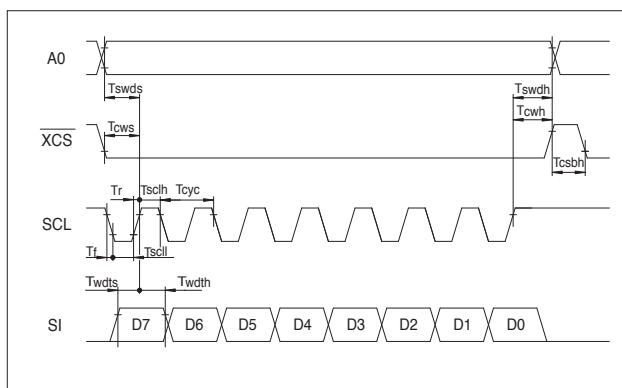 A0
Tswds
Tswdh
Tcwh
XCS
Tcws
Tcsbh
Tr
Tsclh
Tcyc
SCL
Tf
Tscll
Twdts
Twdth
SI
D7
D6
D5
D4
D3
D2
D1
D0